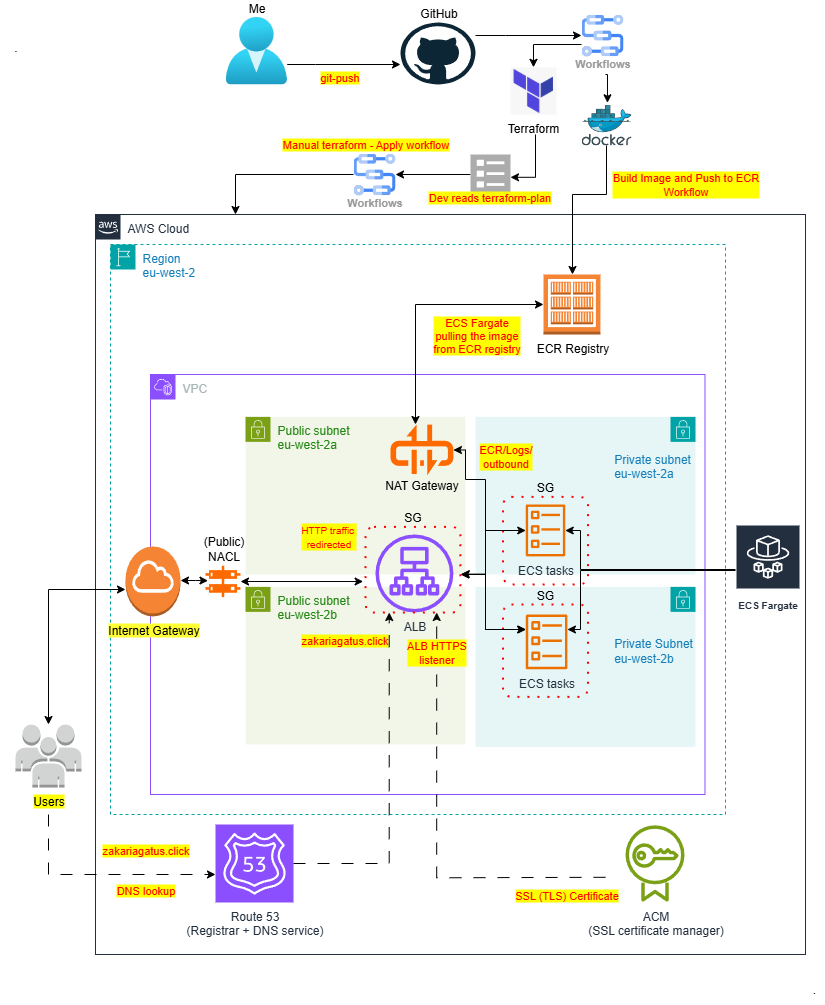 Me
GitHub
git-push
Workflows
Terraform
docker
Manual terraform - Apply workflow
Workflows
Dev reads terraform-plan
Build Image and Push to ECR
Workflow
aws
AWS Cloud
Region
eu-west-2
ECS Fargate
pulling the image
from ECR registry
ECR Registry
VPC
Public subnet
eu-west-2a
NAT Gateway
ECR/Logs/
outbound
Private subnet
eu-west-2a
SG
ECS tasks
SG
HTTP traffic
redirected
(Public)
NACL
Internet Gateway
Public subnet
eu-west-2b
ALB
zakariagatus.click
ALB HTTPS
listener
SG
ECS tasks
Private Subnet
eu-west-2b
ECS Fargate
Users
zakariagatus.click
DNS lookup
53
Route 53
(Registrar + DNS service)
SSL (TLS) Certificate
ACM
(SSL certificate manager)